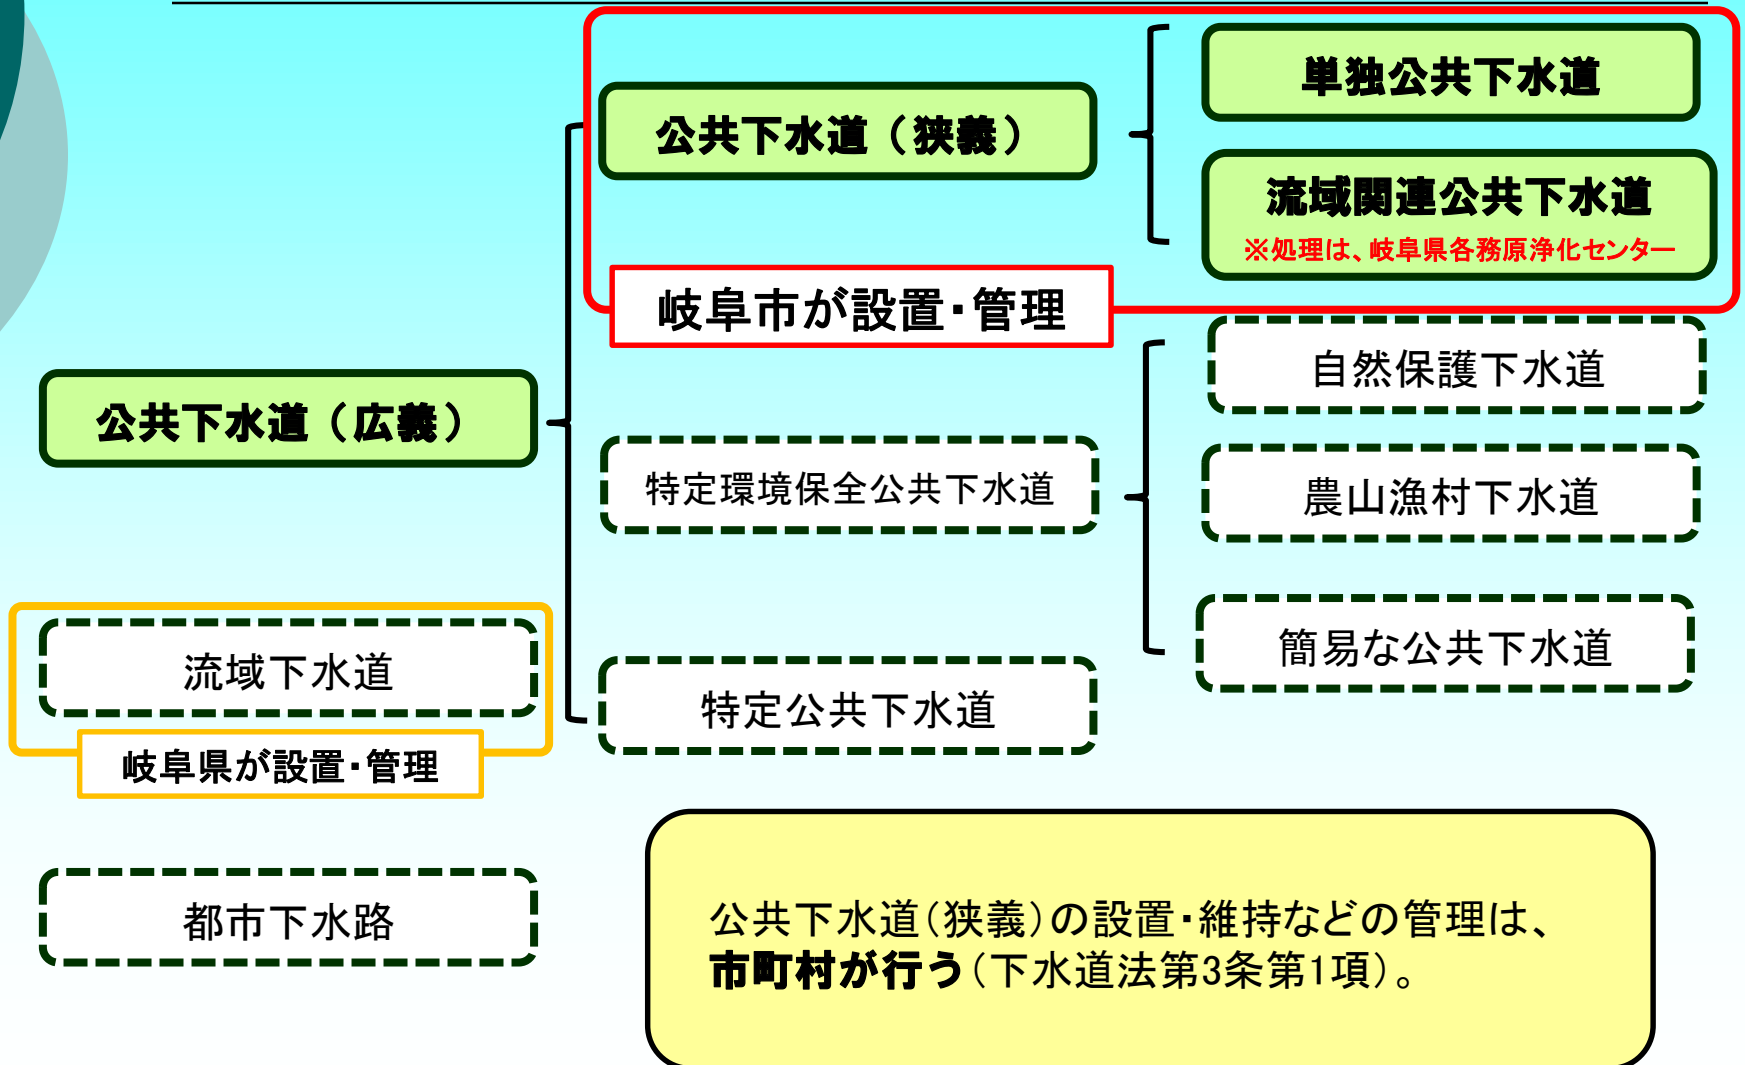 公共下水道（狭義）
単独公共下水道
流域関連公共下水道
※処理は、岐阜県各務原浄化センター
岐阜市が設置・管理
公共下水道（広義）
特定環境保全公共下水道
自然保護下水道
農山漁村下水道
簡易な公共下水道
特定公共下水道
流域下水道
岐阜県が設置・管理
都市下水路
公共下水道(狭義)の設置・維持などの管理は、
市町村が行う(下水道法第3条第1項)。